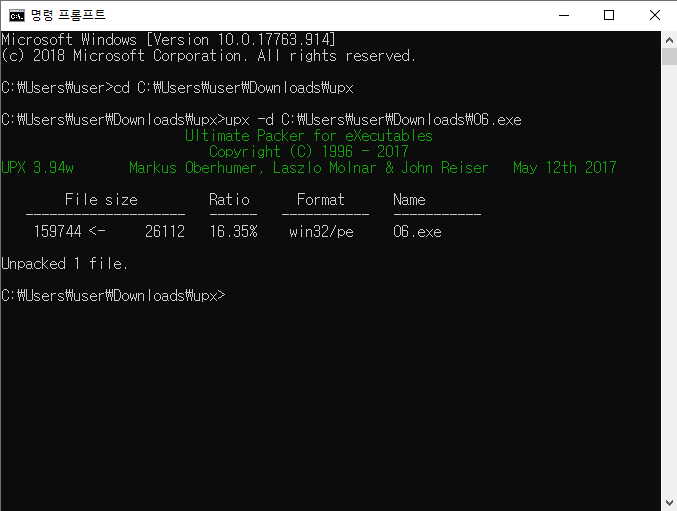 명령 프롬프트
Microsoft Windows [Version 10.0.17763.914]
(c) 2018 Microsoft Corporation. All rights reserved.
C:₩Users₩user>cd C:₩Users₩user₩Downloads₩upx
C:₩Users₩user₩Downloads₩upx>upx -d C:₩Users₩user₩Downloads₩06.exe
Ultimate Packer for eXecutables
Copyright (C) 1996 - 2017
UPX 3.94w       Markus Oberhumer, Laszlo Molnar & John Reiser   May 12th 2017
File size         Ratio      Format      Name
--------------------   ------   -----------   -----------
159744 <-     26112   16.35%    win32/pe     06.exe
Unpacked 1 file.
C:₩Users₩user₩Downloads₩upx>